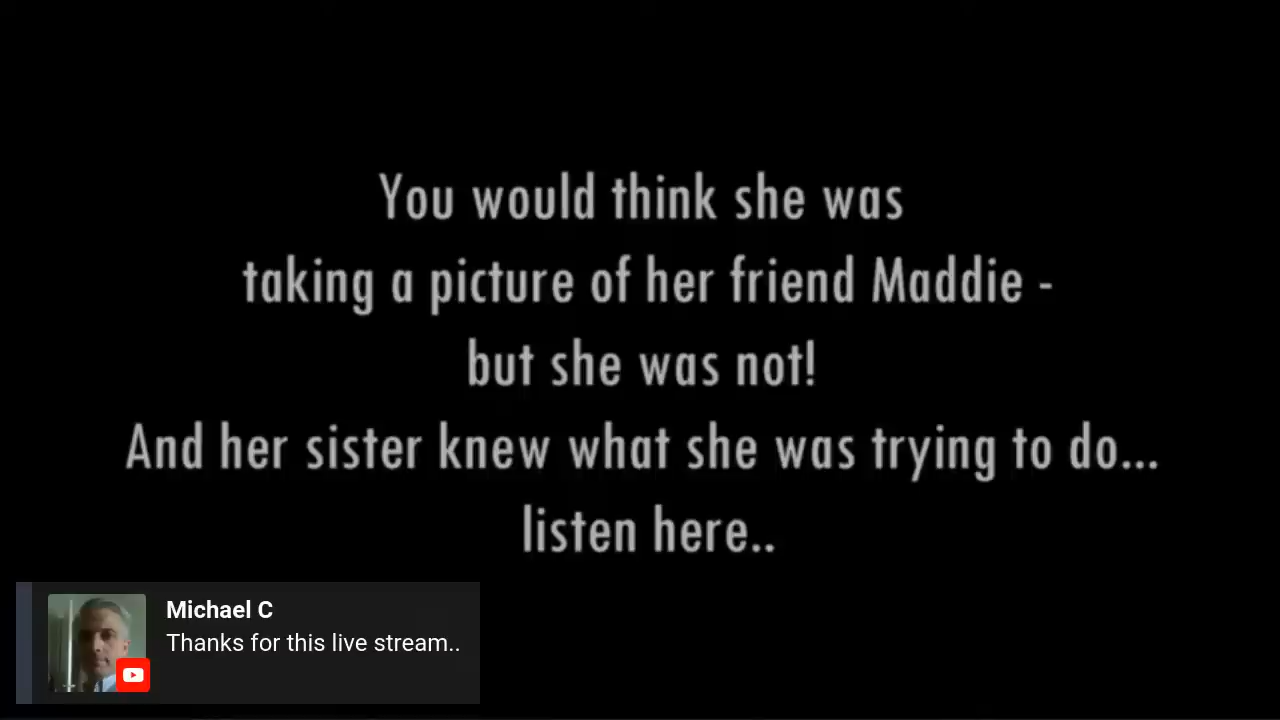 You would think she was
taking a picture of her friend Maddie -
but she was not!
And her sister knew what she was trying to do...
listen here..
Michael C
Thanks for this live stream..